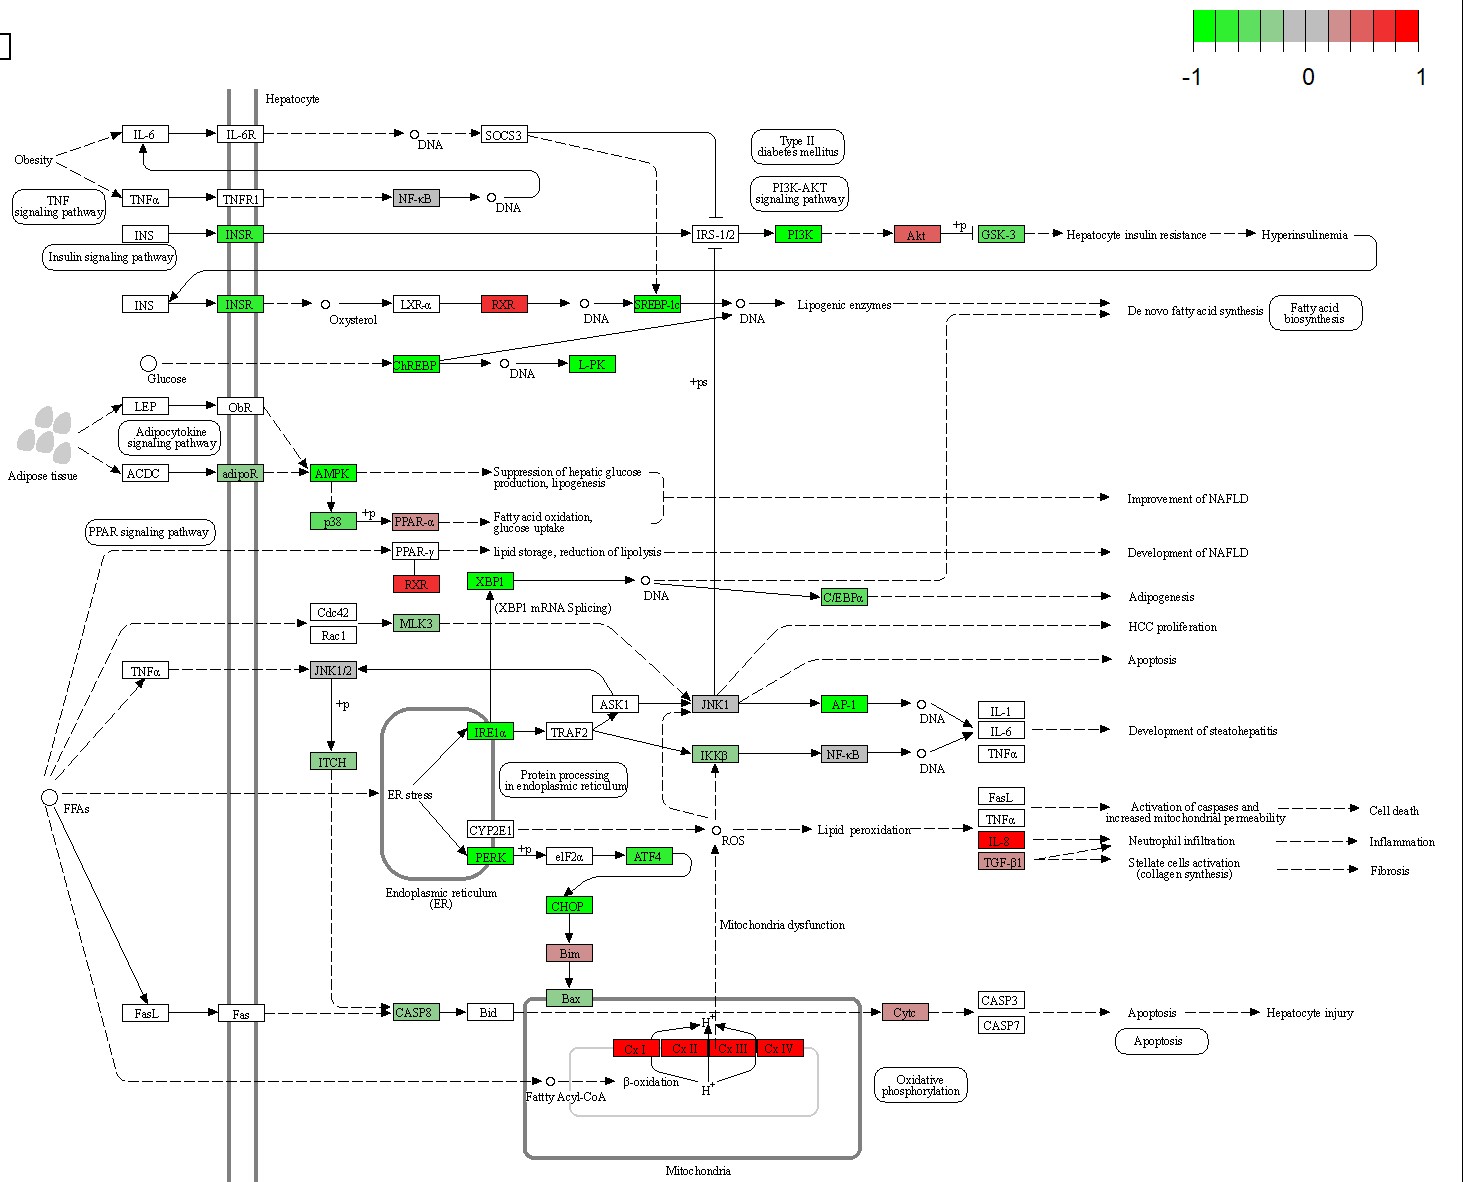 -1 0 1
Hepatocyte
IL-6 IL-6R DNA SOCS3
Type II
diabetes mellitus
Obesity
TNF
signaling pathway
TNFα TNFR1 NF-κB DNA
PI3K-AKT
signaling pathway
INS INSR IRS-1/2 PI3K Akt +p GSK-3 Hepatocyte insulin resistance Hyperinsulinemia
Insulin signaling pathway
INS INSR Oxysterol LXR-α RXR DNA SREBP-1c DNA Lipogenic enzymes De novo fatty acid synthesis
Fatty acid
biosynthesis
Glucose ChREBP DNA L-PK
+ps
LEP ObR
Adipocytokine
signaling pathway
Adipose tissue
ACDC adipoR AMPK
Suppression of hepatic glucose
production, lipogenesis
Improvement of NAFLD
p38 +p PPAR-α
Fatty acid oxidation,
glucose uptake
PPAR signaling pathway
PPAR-γ lipid storage, reduction of lipolysis Development of NAFLD
RXR XBP1 DNA
(XBP1 mRNA Splicing)
C/EBPα Adipogenesis
Cdc42
Rac1
MLK3
HCC proliferation
Apoptosis
TNFα JNK1/2
+p
ASK1 JNK1 AP-1 DNA
IL-1
IL-6
TNFα
Development of steatohepatitis
IRE1α TRAF2
IKKβ NF-κB DNA
ITCH
Protein processing
in endoplasmic reticulum
FFAs
ER stress
CYP2E1 ROS Lipid peroxidation
FasL
TNFα
IL-8
TGF-β1
Activation of caspases and
increased mitochondrial permeability
Cell death
Neutrophil infiltration Inflammation
Stellate cells activation
(collagen synthesis)
Fibrosis
PERK +p eIF2α ATF4
Endoplasmic reticulum
(ER)
CHOP
Mitochondria dysfunction
Bim
Bax
FasL Fas CASP8 Bid Cytc
CASP3
CASP7
Apoptosis Hepatocyte injury
Apoptosis
H+
Cx I Cx II Cx III Cx IV
β-oxidation H+
Fattty Acyl-CoA
Oxidative
phosphorylation
Mitochondria